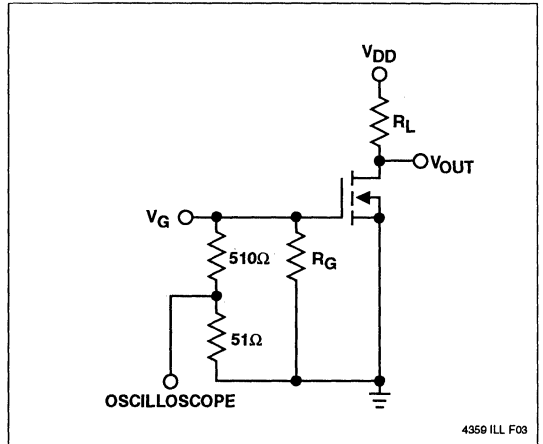 VDD
RL
VOUT
VG
510Ω
RG
51Ω
OSCILLOSCOPE
4359 ILL F03